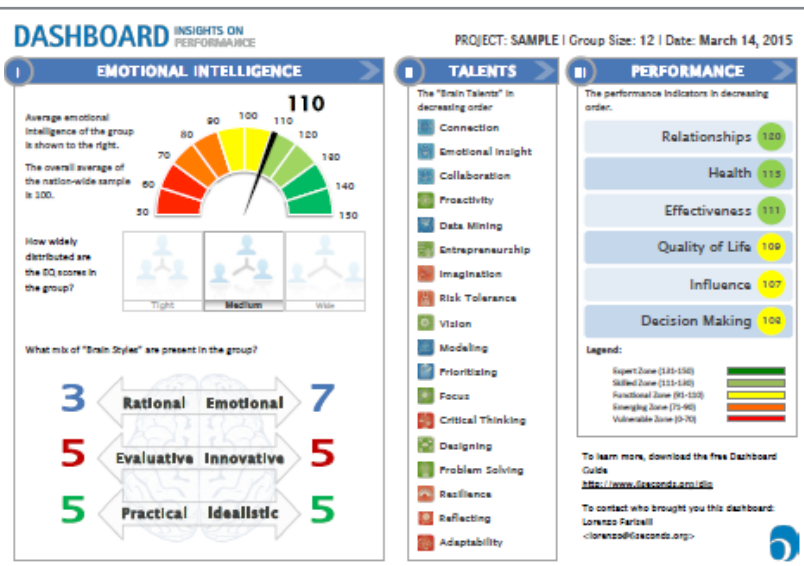 DASHBOARD INSIGHTS ON PERFORMANCE
PROJECT: SAMPLE | Group Size: 12 | Date: March 14, 2015
I EMOTIONAL INTELLIGENCE
Average emotional
intelligence of the group
is shown to the right.
The overall average of
the nation-wide sample
is 100.
110
50
60
70
80
90
100
110
120
130
140
150
How widely
distributed are
the EQ scores in
the group?
Tight
Medium
Wide
What mix of "Brain Styles" are present in the group?
3 Rational Emotional 7
5 Evaluative Innovative 5
5 Practical Idealistic 5
II TALENTS
The "Brain Talents" in
decreasing order
Connection
Emotional Insight
Collaboration
Proactivity
Data Mining
Entrepreneurship
Imagination
Risk Tolerance
Vision
Modeling
Prioritizing
Focus
Critical Thinking
Designing
Problem Solving
Resilience
Reflecting
Adaptability
III PERFORMANCE
The performance indicators in decreasing
order.
Relationships 120
Health 115
Effectiveness 111
Quality of Life 109
Influence 107
Decision Making
Legend:
Expert Zone (131-150)
Skilled Zone (111-130)
Functional Zone (91-110)
Emerging Zone (71-90)
Vulnerable Zone (0-70)
To learn more, download the free Dashboard
Guide
To contact who brought you this dashboard:
Lorenzo Fariselli
<lorenzo@6seconds.org>